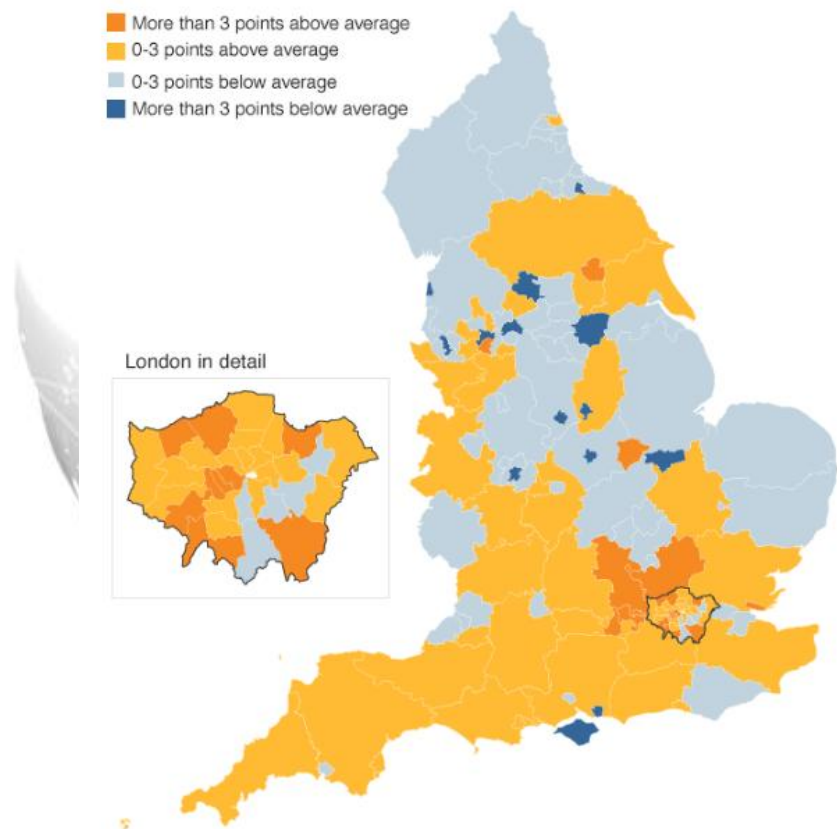 More than 3 points above average
0-3 points above average
0-3 points below average
More than 3 points below average
London in detail